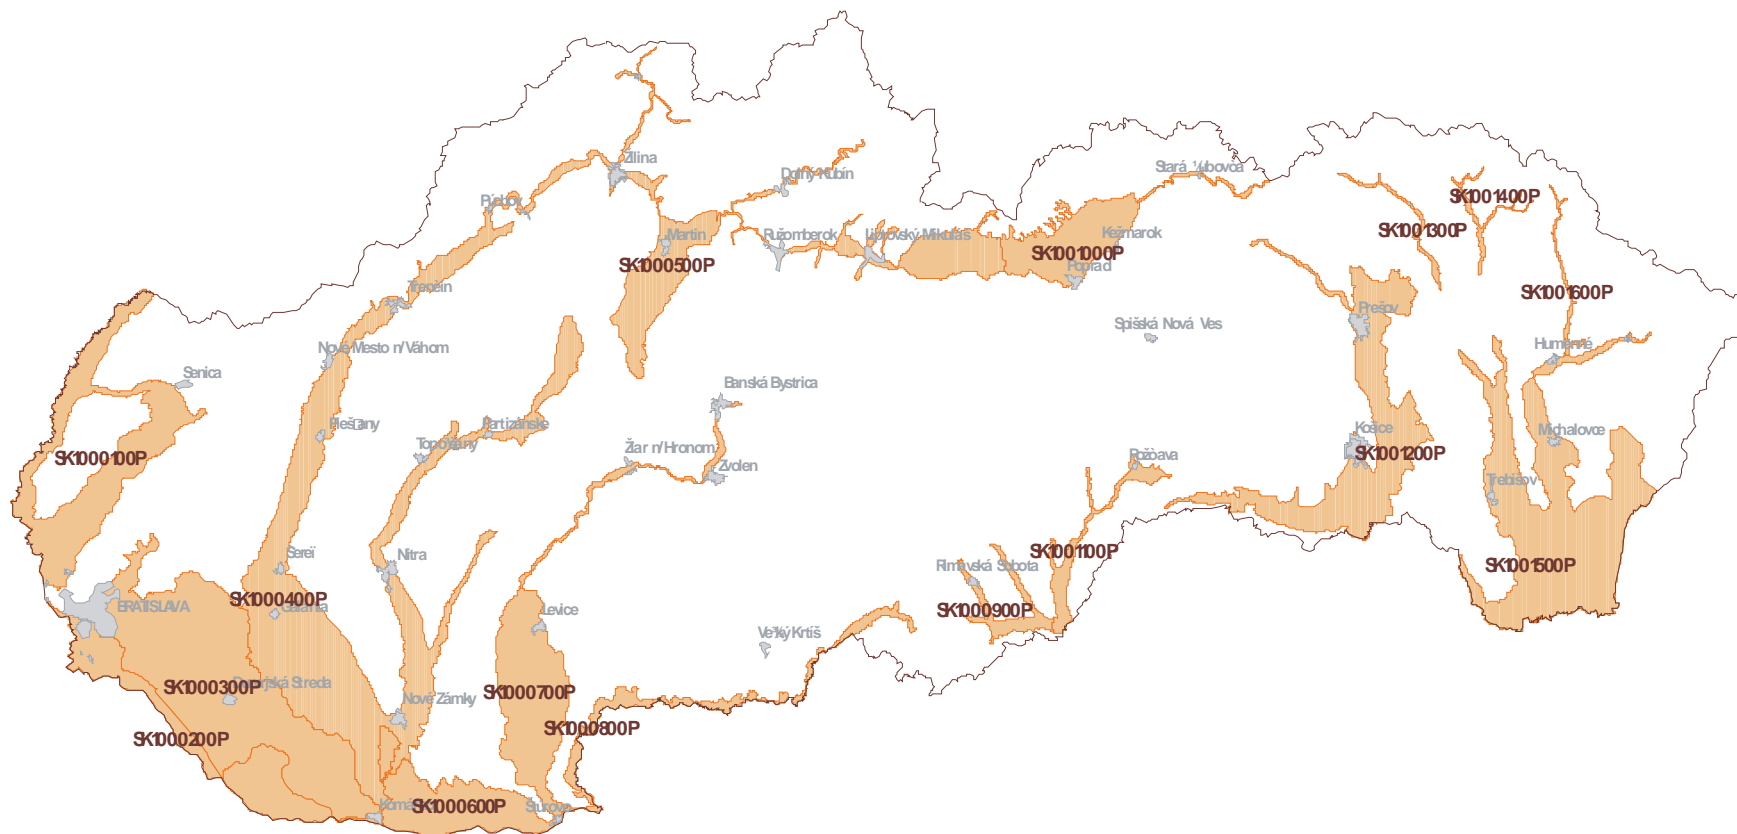 Žilina
Dolný Kubín
Stará Ľubovňa
SK1001400P
Púchov
SK1001300P
Martin
Ružomberok
Liptovský Mikuláš
Kežmarok
SK1001000P
SK1000500P
Poprad
Trenčín
SK1001600P
Prešov
Spišská Nová Ves
Nové Mesto n/Váhom
Humenné
Senica
Banská Bystrica
Piešťany
Partizánske
Topoľčany
Košice
Michalovce
SK1000100P
Žiar n/Hronom
SK1001200P
Zvolen
Rožňava
Trebišov
Sereď
Nitra
SK1001100P
Rimavská Sobota
SK1001500P
SK1000400P
BRATISLAVA
Galanta
Levice
SK1000900P
Veľký Krtíš
SK1000300P
Dunajská Streda
SK1000700P
Nové Zámky
SK1000800P
SK1000200P
Komá
SK1000600P
Štúrovo